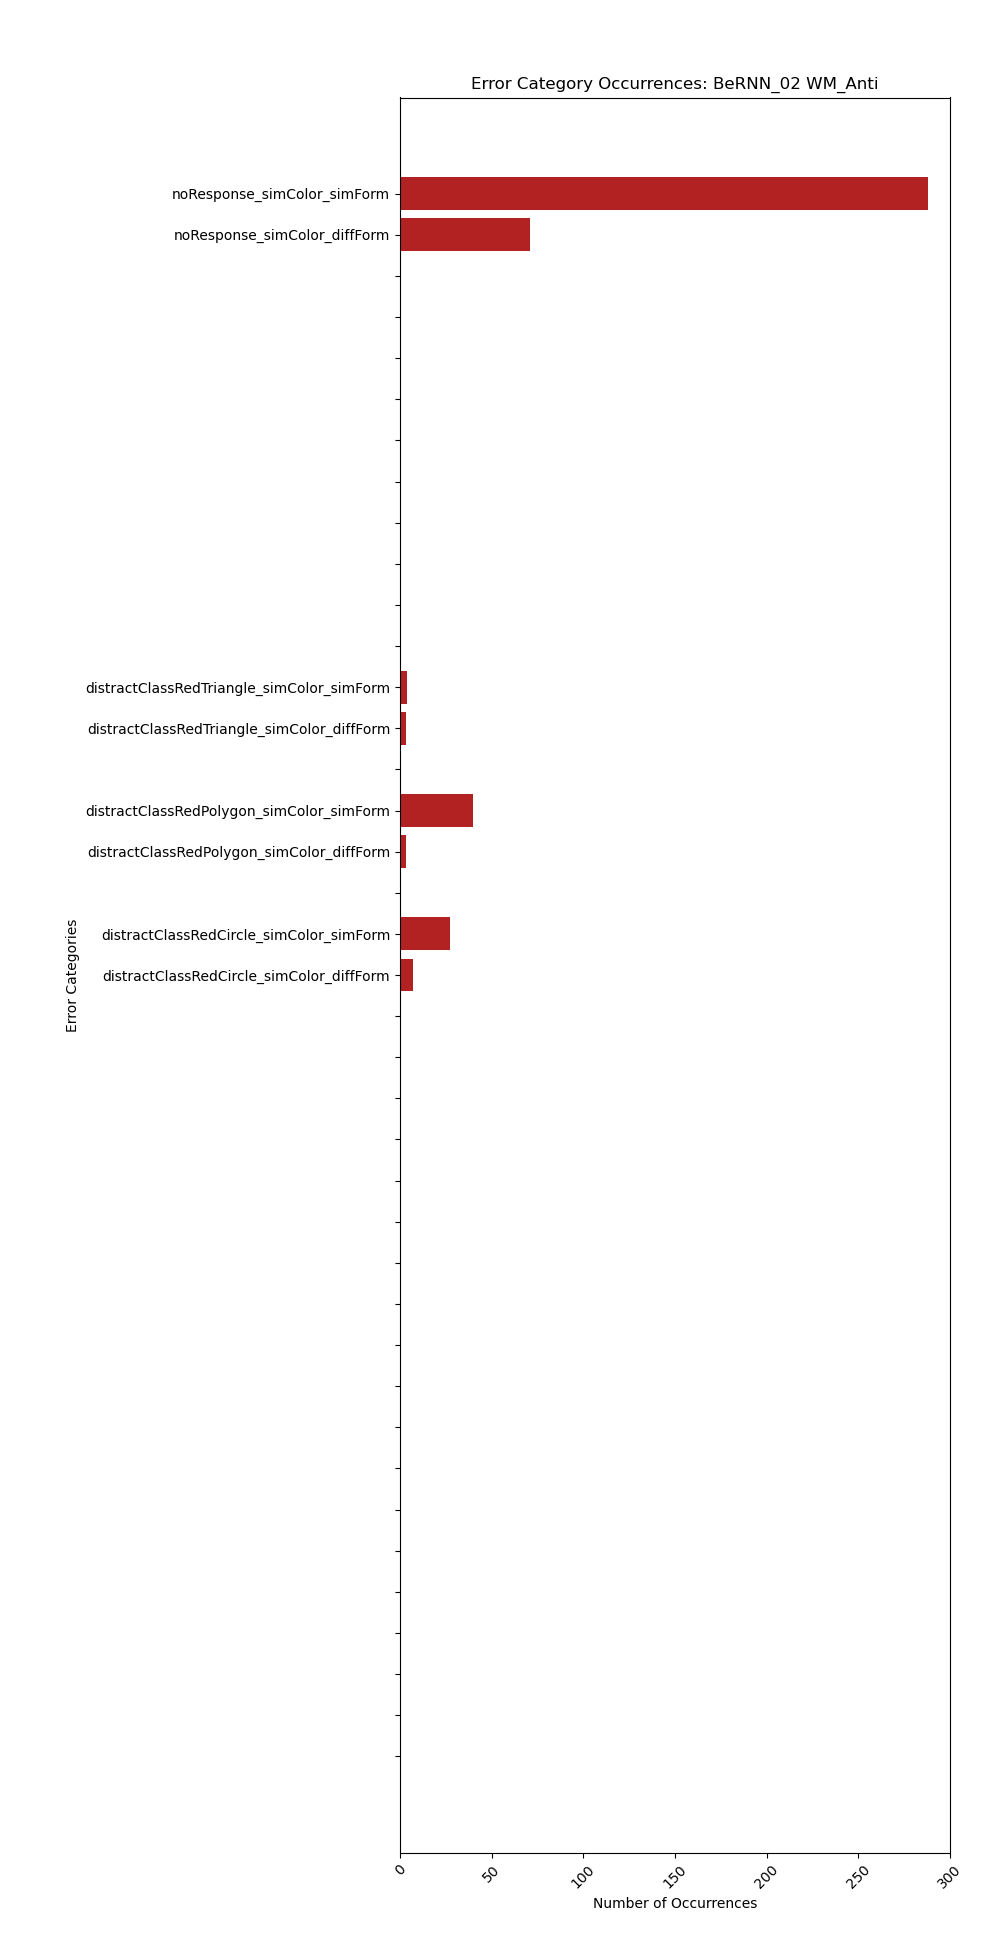 Error Category Occurrences: BeRNN_02 WM_Anti
noResponse_simColor_simForm
noResponse_simColor_diffForm
distractClassRedTriangle_simColor_simForm
distractClassRedTriangle_simColor_diffForm
distractClassRedPolygon_simColor_simForm
distractClassRedPolygon_simColor_diffForm
distractClassRedCircle_simColor_simForm
distractClassRedCircle_simColor_diffForm
Error Categories
0 50 100 150 200 250 300
Number of Occurrences